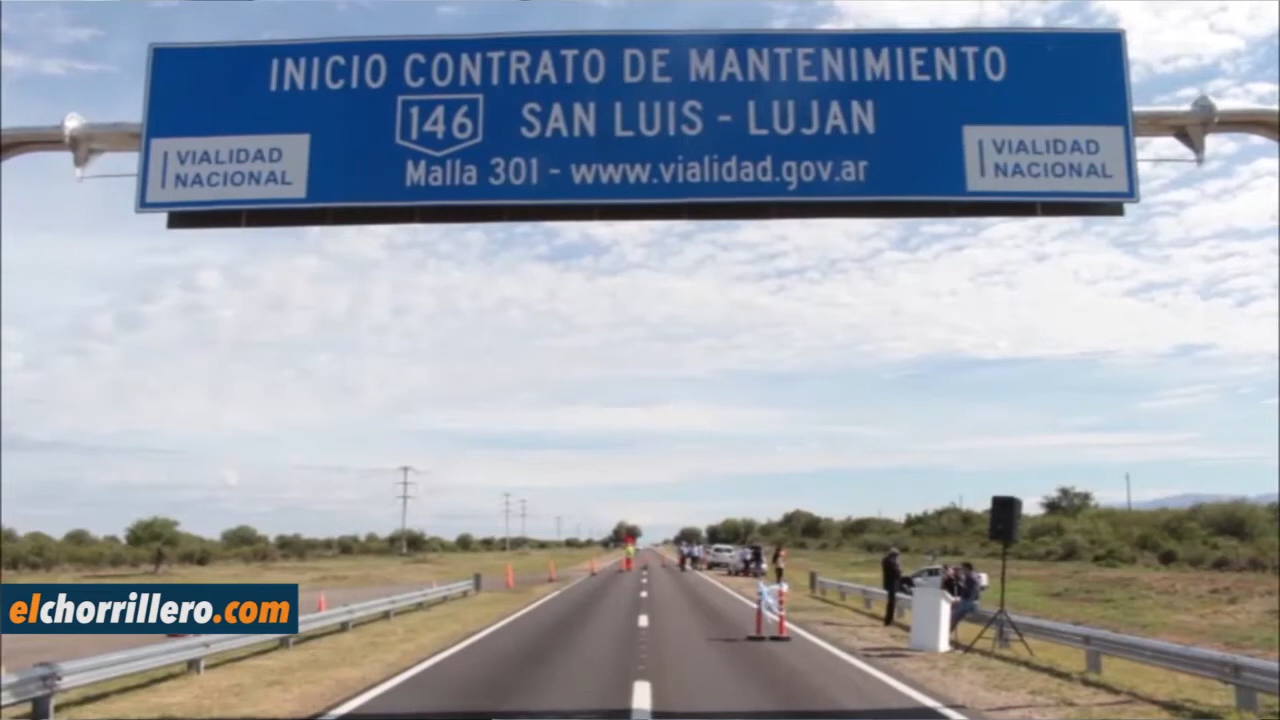 INICIO CONTRATO DE MANTENIMIENTO
146 SAN LUIS - LUJAN
Malla 301 - www.vialidad.gov.ar
VIALIDAD
NACIONAL
VIALIDAD
NACIONAL
elchorrillero.com